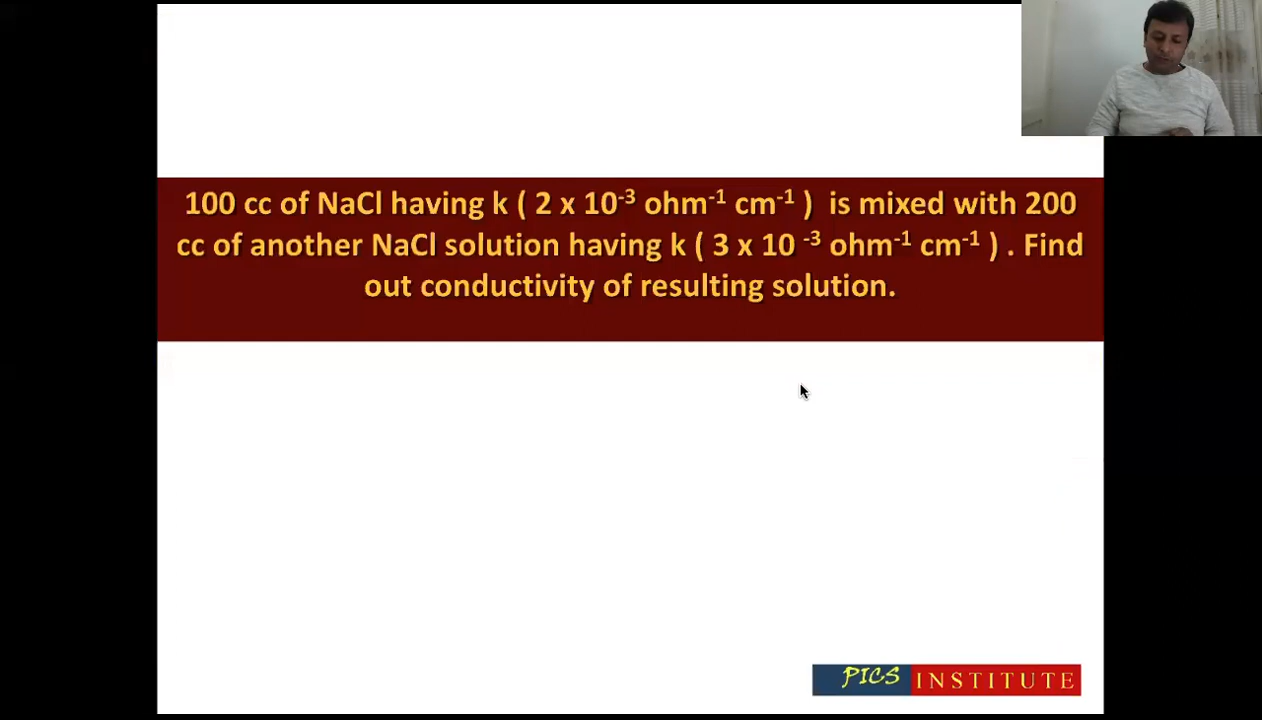 100 cc of NaCl having k ( 2 x 10⁻³ ohm⁻¹ cm⁻¹ )  is mixed with 200
cc of another NaCl solution having k ( 3 x 10 ⁻³ ohm⁻¹ cm⁻¹ ) . Find
out conductivity of resulting solution.
PICS INSTITUTE